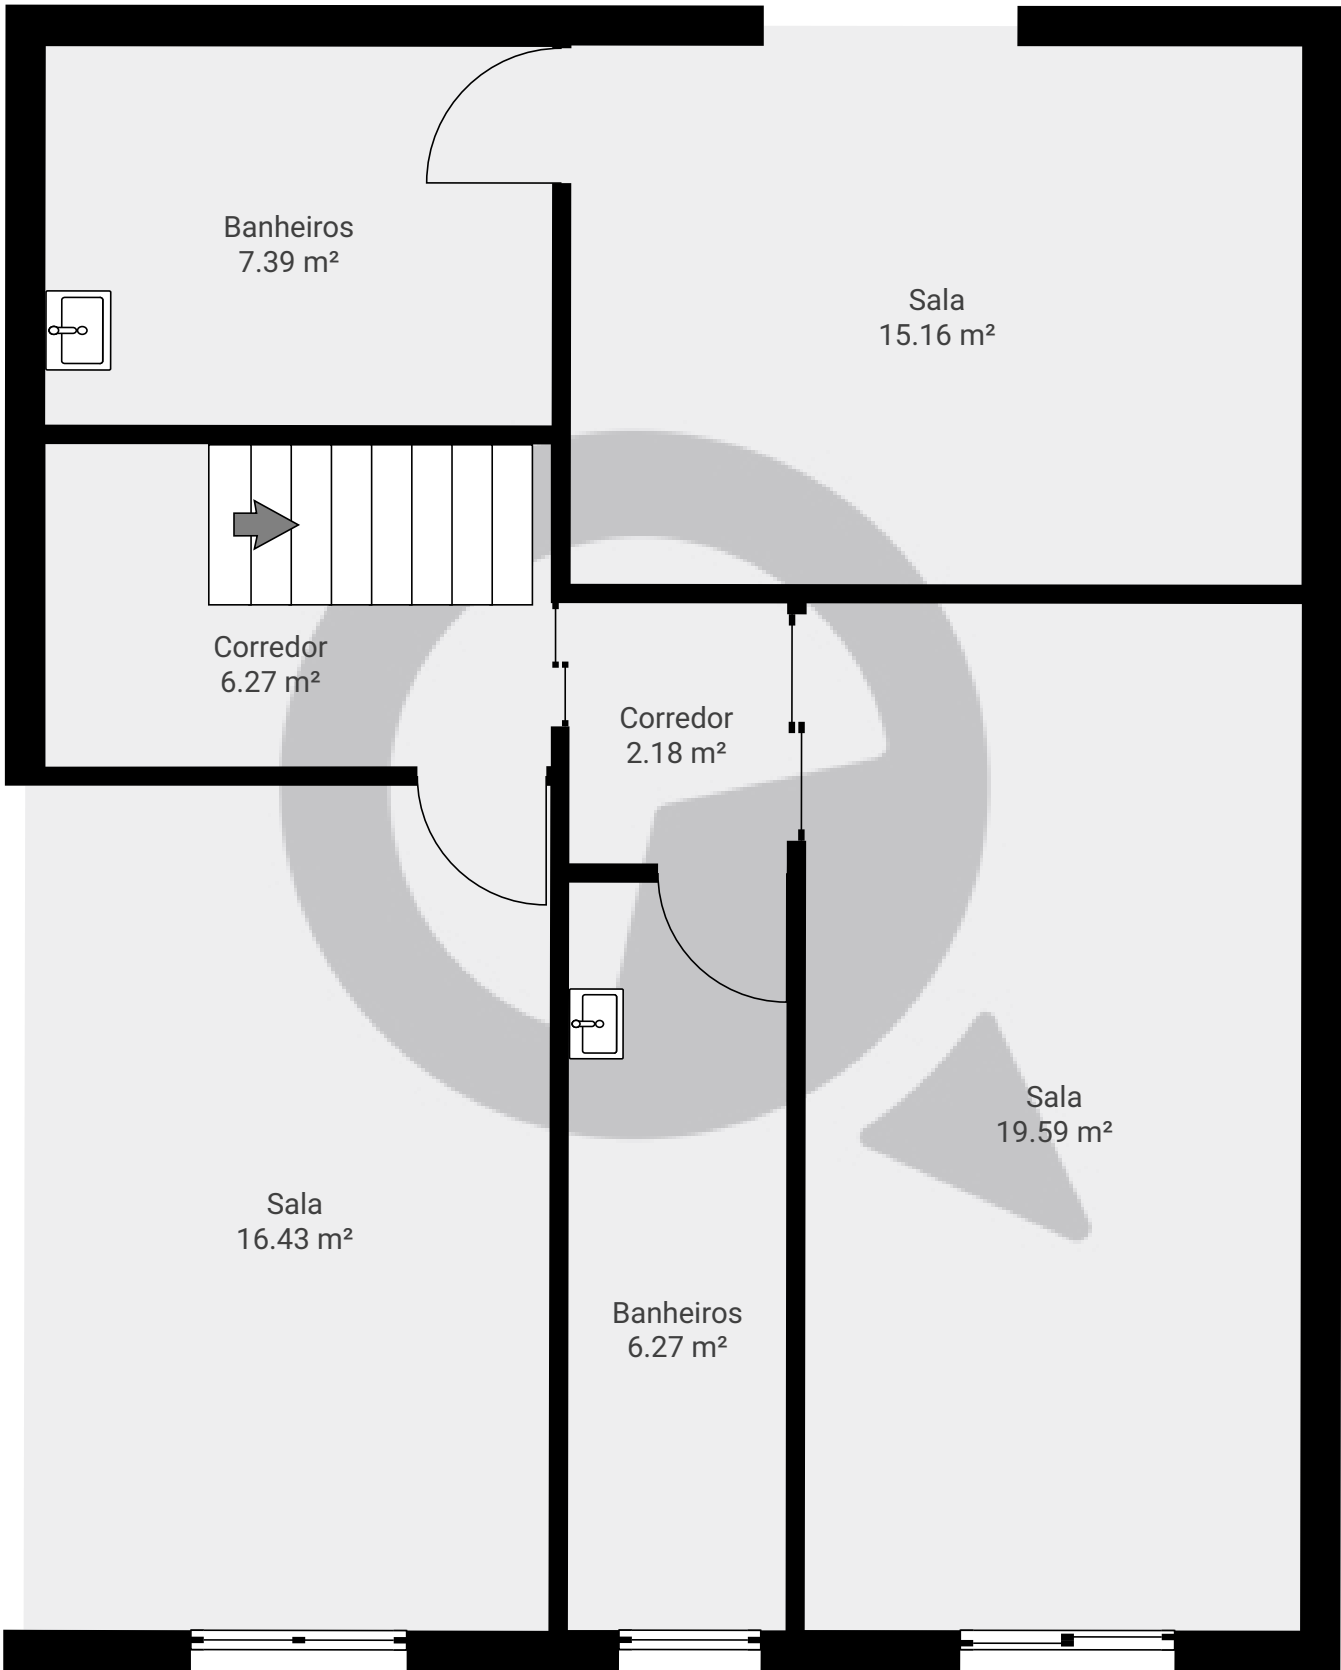 Banheiros
7.39 m²
Sala
15.16 m²
Corredor
6.27 m²
Corredor
2.18 m²
Sala
19.59 m²
Sala
16.43 m²
Banheiros
6.27 m²